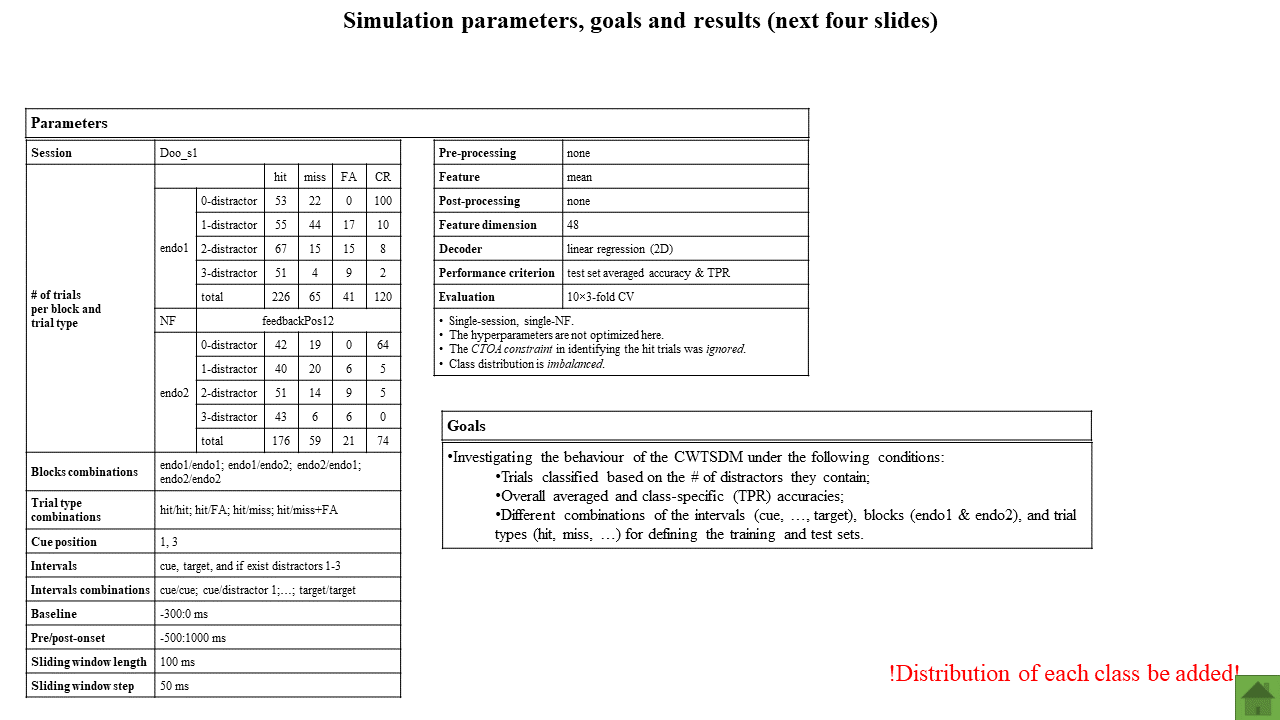 Simulation parameters, goals and results (next four slides)
Parameters
Session Doo_s1
# of trials
per block and
trial type
hit miss FA CR
endo1
0-distractor 53 22 0 100
1-distractor 55 44 17 10
2-distractor 67 15 15 8
3-distractor 51 4 9 2
total 226 65 41 120
NF feedbackPos12
endo2
0-distractor 42 19 0 64
1-distractor 40 20 6 5
2-distractor 51 14 9 5
3-distractor 43 6 6 0
total 176 59 21 74
Blocks combinations
endo1/endo1; endo1/endo2; endo2/endo1;
endo2/endo2
Trial type
combinations
hit/hit; hit/FA; hit/miss; hit/miss+FA
Cue position 1, 3
Intervals cue, target, and if exist distractors 1-3
Intervals combinations cue/cue; cue/distractor 1;…; target/target
Baseline -300:0 ms
Pre/post-onset -500:1000 ms
Sliding window length 100 ms
Sliding window step 50 ms
Pre-processing none
Feature mean
Post-processing none
Feature dimension 48
Decoder linear regression (2D)
Performance criterion test set averaged accuracy & TPR
Evaluation 10×3-fold CV
• Single-session, single-NF.
• The hyperparameters are not optimized here.
• The CTOA constraint in identifying the hit trials was ignored.
• Class distribution is imbalanced.
Goals
•Investigating the behaviour of the CWTSDM under the following conditions:
•Trials classified based on the # of distractors they contain;
•Overall averaged and class-specific (TPR) accuracies;
•Different combinations of the intervals (cue, …, target), blocks (endo1 & endo2), and trial
types (hit, miss, …) for defining the training and test sets.
!Distribution of each class be added!